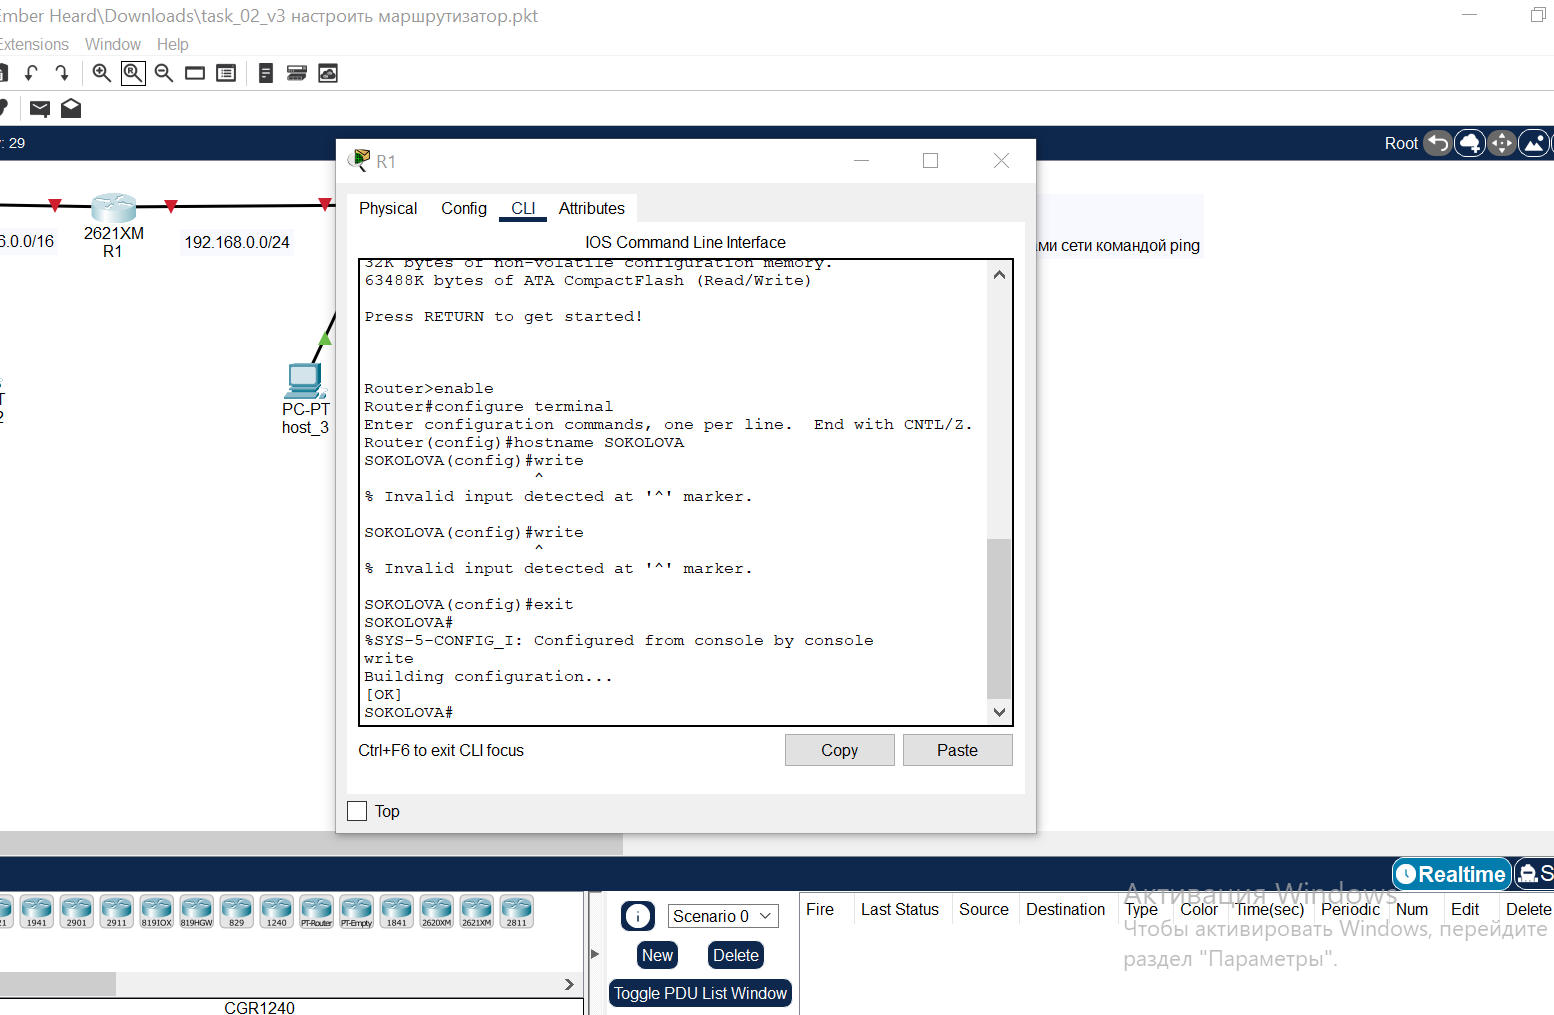 Ember Heard\Downloads\task_02_v3 настроить маршрутизатор.pkt
Extensions Window Help
: 29
Root
R1
Physical Config CLI Attributes
IOS Command Line Interface
32K bytes of non-volatile configuration memory.
63488K bytes of ATA CompactFlash (Read/Write)
Press RETURN to get started!
Router>enable
Router#configure terminal
Enter configuration commands, one per line.  End with CNTL/Z.
Router(config)#hostname SOKOLOVA
SOKOLOVA(config)#write
^
% Invalid input detected at '^' marker.
SOKOLOVA(config)#write
^
% Invalid input detected at '^' marker.
SOKOLOVA(config)#exit
SOKOLOVA#
%SYS-5-CONFIG_I: Configured from console by console
write
Building configuration...
[OK]
SOKOLOVA#
Ctrl+F6 to exit CLI focus
Copy
Paste
Top
2621XM
R1
6.0.0/16
192.168.0.0/24
PC-PT
host_3
T
2
ами сети командой ping
Realtime
S
21 1941 2901 2911 819IOX 819HGW 829 1240 PT-Router PT-Empty 1841 2620XM 2621XM 2811
CGR1240
Scenario 0
New
Delete
Toggle PDU List Window
Fire Last Status Source Destination Type Color Time(sec) Periodic Num Edit Delete
Активация Windows
Чтобы активировать Windows, перейдите
раздел "Параметры".